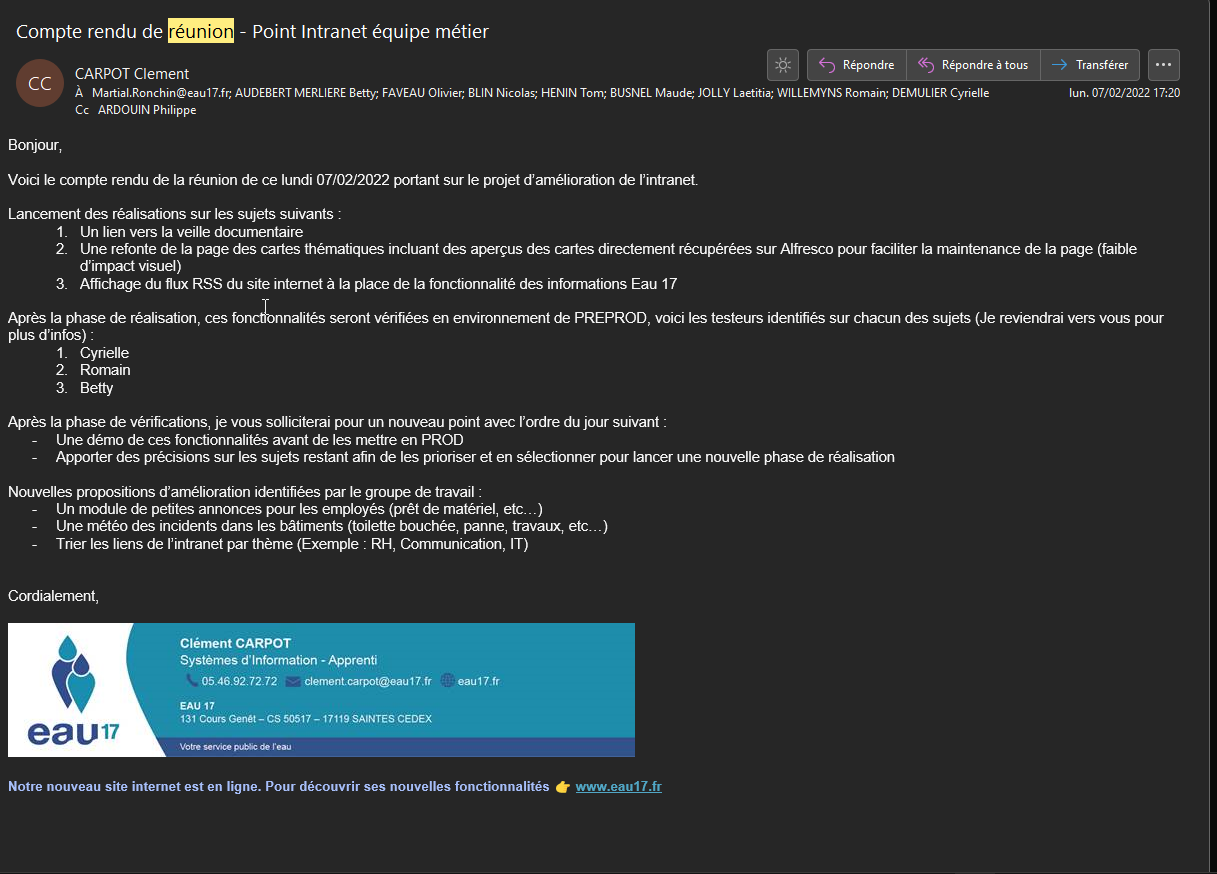 Compte rendu de réunion - Point Intranet équipe métier
CC
CARPOT Clement
À Martial.Ronchin@eau17.fr; AUDEBERT MERLIERE Betty; FAVEAU Olivier; BLIN Nicolas; HENIN Tom; BUSNEL Maude; JOLLY Laetitia; WILLEMYNS Romain; DEMULIER Cyrielle
Cc ARDOUIN Philippe
Répondre
Répondre à tous
Transférer
lun. 07/02/2022 17:20
Bonjour,
Voici le compte rendu de la réunion de ce lundi 07/02/2022 portant sur le projet d'amélioration de l'intranet.
Lancement des réalisations sur les sujets suivants :
1. Un lien vers la veille documentaire
2. Une refonte de la page des cartes thématiques incluant des aperçus des cartes directement récupérées sur Alfresco pour faciliter la maintenance de la page (faible
d'impact visuel)
3. Affichage du flux RSS du site internet à la place de la fonctionnalité des informations Eau 17
Après la phase de réalisation, ces fonctionnalités seront vérifiées en environnement de PREPROD, voici les testeurs identifiés sur chacun des sujets (Je reviendrai vers vous pour
plus d'infos) :
1. Cyrielle
2. Romain
3. Betty
Après la phase de vérifications, je vous solliciterai pour un nouveau point avec l'ordre du jour suivant :
- Une démo de ces fonctionnalités avant de les mettre en PROD
- Apporter des précisions sur les sujets restant afin de les prioriser et en sélectionner pour lancer une nouvelle phase de réalisation
Nouvelles propositions d'amélioration identifiées par le groupe de travail :
- Un module de petites annonces pour les employés (prêt de matériel, etc…)
- Une météo des incidents dans les bâtiments (toilette bouchée, panne, travaux, etc…)
- Trier les liens de l'intranet par thème (Exemple : RH, Communication, IT)
Cordialement,
eau17
Clément CARPOT
Systèmes d'Information - Apprenti
05.46.92.72.72 clement.carpot@eau17.fr eau17.fr
EAU 17
131 Cours Genêt – CS 50517 – 17119 SAINTES CEDEX
Votre service public de l'eau
Notre nouveau site internet est en ligne. Pour découvrir ses nouvelles fonctionnalités 👉 www.eau17.fr